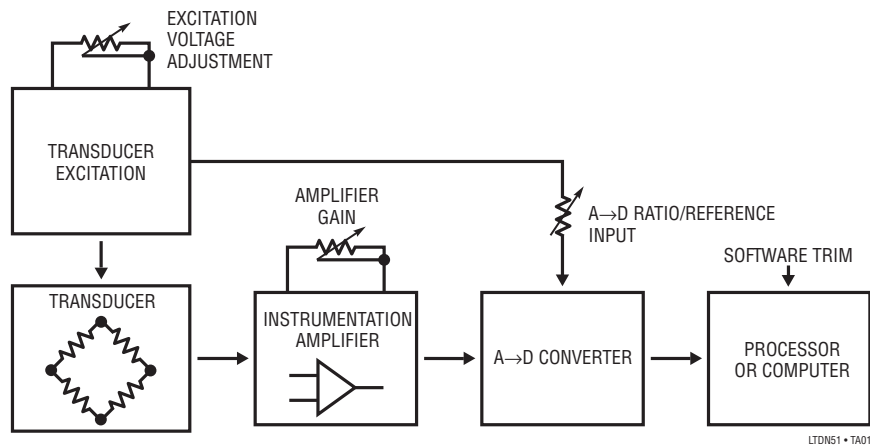 EXCITATION
VOLTAGE
ADJUSTMENT
TRANSDUCER
EXCITATION
AMPLIFIER
GAIN
A→D RATIO/REFERENCE
INPUT
SOFTWARE TRIM
TRANSDUCER
INSTRUMENTATION
AMPLIFIER
A→D CONVERTER
PROCESSOR
OR COMPUTER
LTDN51 • TA01